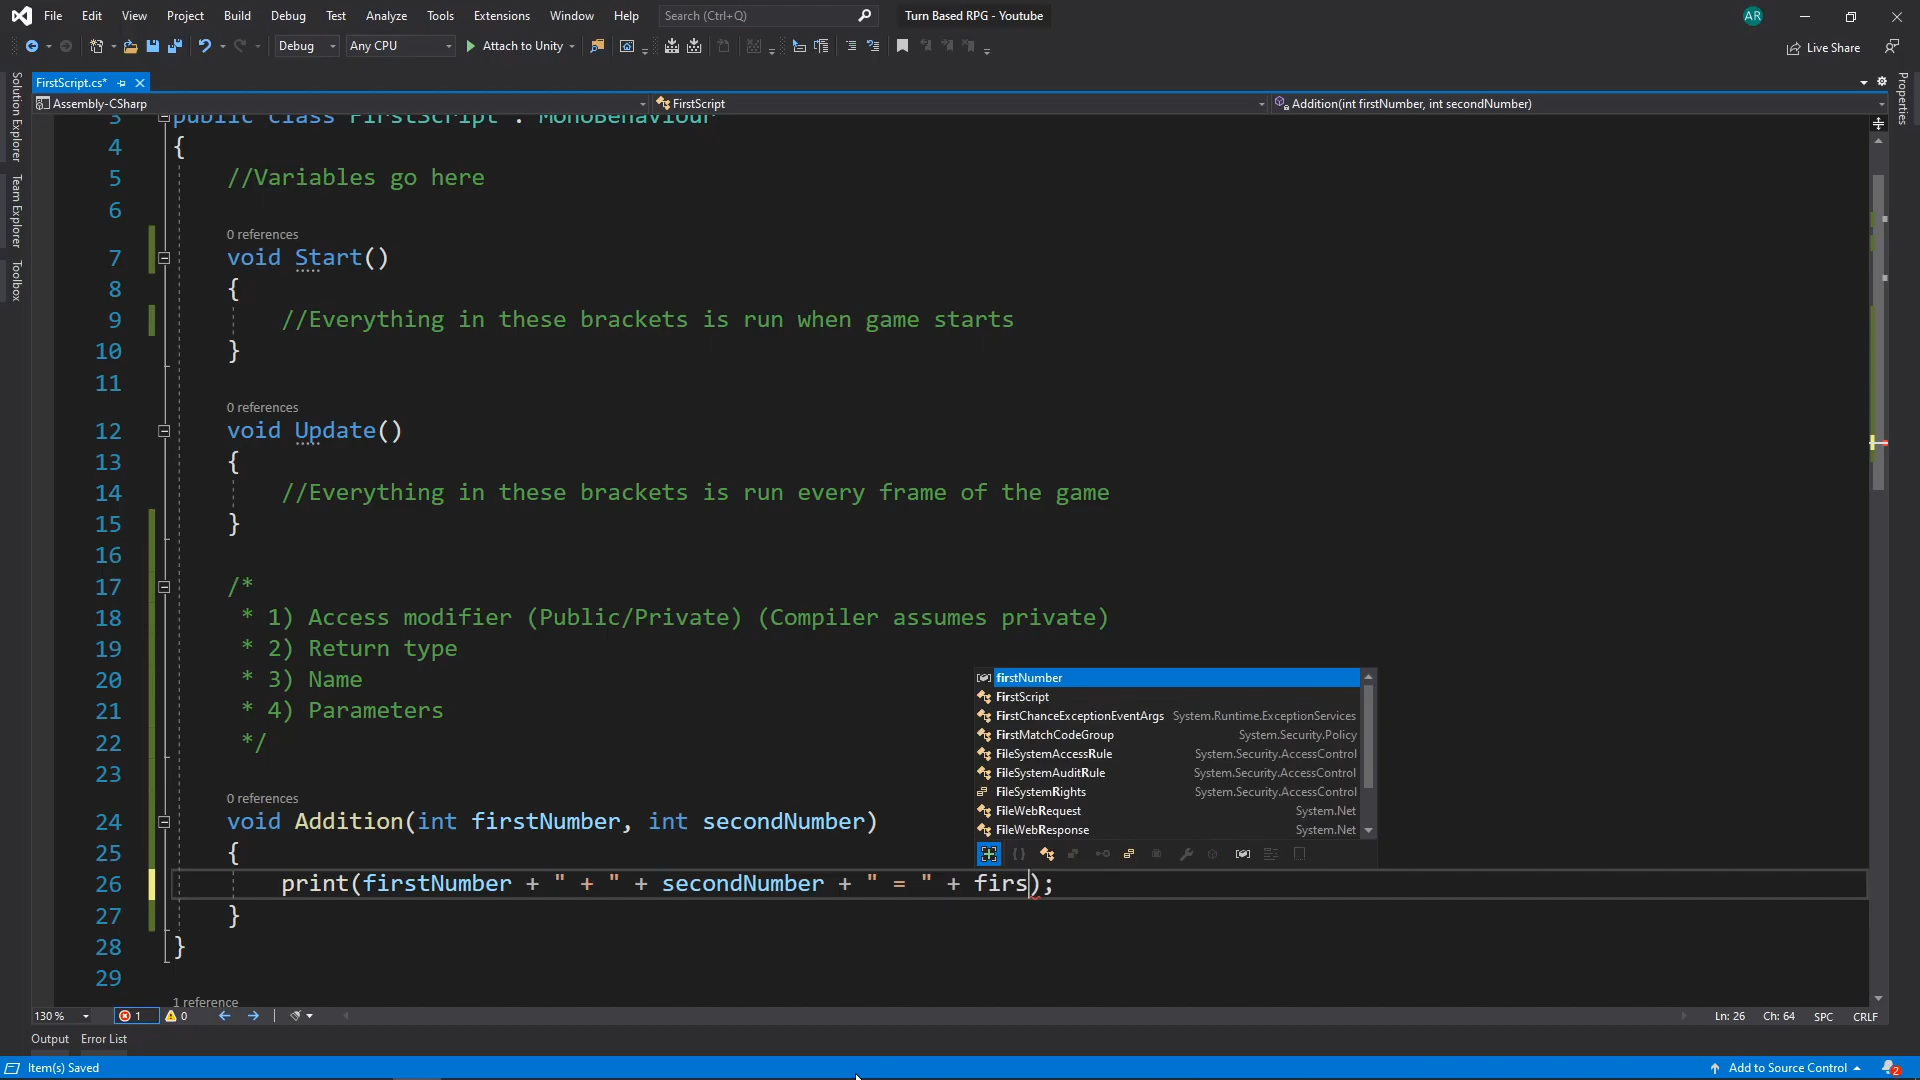 File Edit View Project Build Debug Test Analyze Tools Extensions Window Help Search (Ctrl+Q) Turn Based RPG - Youtube AR
Debug Any CPU Attach to Unity Live Share
FirstScript.cs*
Assembly-CSharp FirstScript Addition(int firstNumber, int secondNumber)
Solution Explorer
Team Explorer
Toolbox
Properties
3 public class FirstScript : MonoBehaviour
4 {
5 //Variables go here
6
0 references
7 void Start()
8 {
9 //Everything in these brackets is run when game starts
10 }
11
0 references
12 void Update()
13 {
14 //Everything in these brackets is run every frame of the game
15 }
16
17 /*
18 * 1) Access modifier (Public/Private) (Compiler assumes private)
19 * 2) Return type
20 * 3) Name
21 * 4) Parameters
22 */
23
0 references
24 void Addition(int firstNumber, int secondNumber)
25 {
26 print(firstNumber + " + " + secondNumber + " = " + firs);
27 }
28 }
29
1 reference
firstNumber
FirstScript
FirstChanceExceptionEventArgs System.Runtime.ExceptionServices
FirstMatchCodeGroup System.Security.Policy
FileSystemAccessRule System.Security.AccessControl
FileSystemAuditRule System.Security.AccessControl
FileSystemRights System.Security.AccessControl
FileWebRequest System.Net
FileWebResponse System.Net
130 % 1 0 Ln: 26 Ch: 64 SPC CRLF
Output Error List
Item(s) Saved Add to Source Control 2